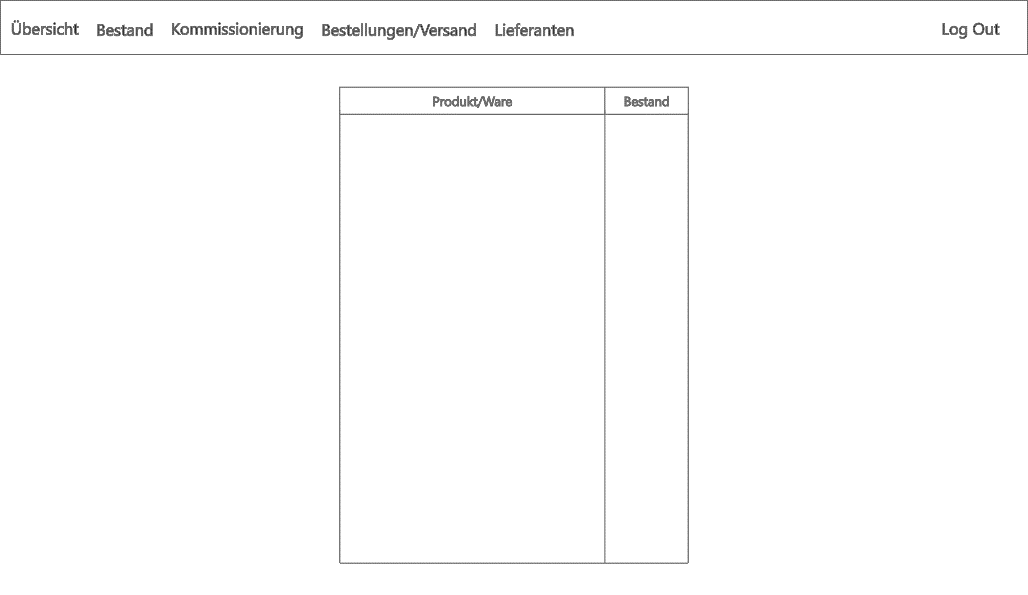 Übersicht Bestand Kommissionierung Bestellungen/Versand Lieferanten Log Out
Produkt/Ware Bestand